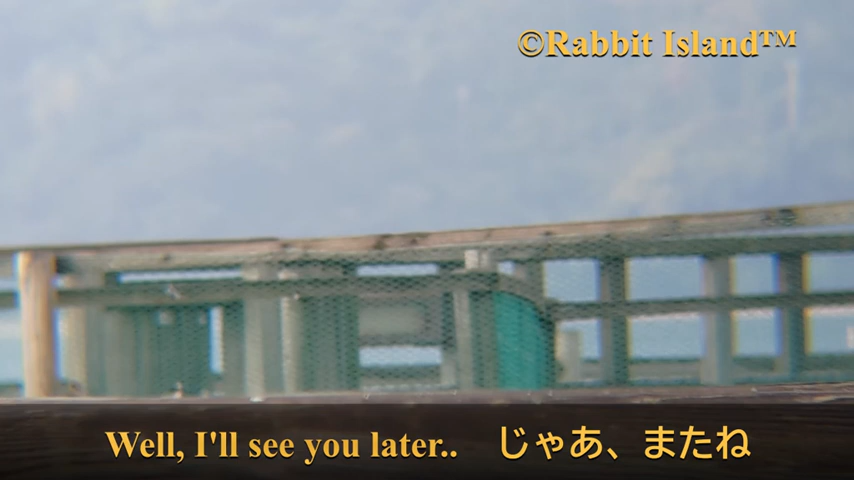 ©Rabbit Island™
Well, I'll see you later.. じゃあ、またね